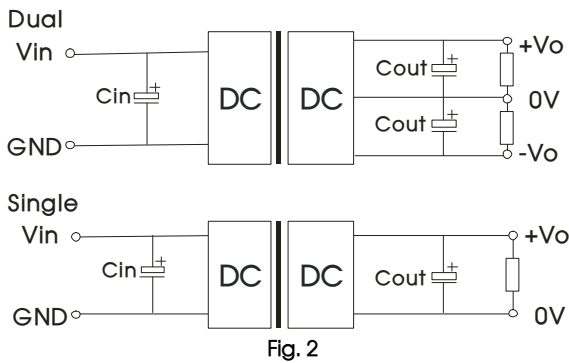 Dual
Vin
+Vo
Cout
+
Cin
+
DC
DC
0V
Cout
+
GND
-Vo
Single
Vin
+Vo
Cin
+
DC
DC
Cout
+
GND
0V
Fig. 2